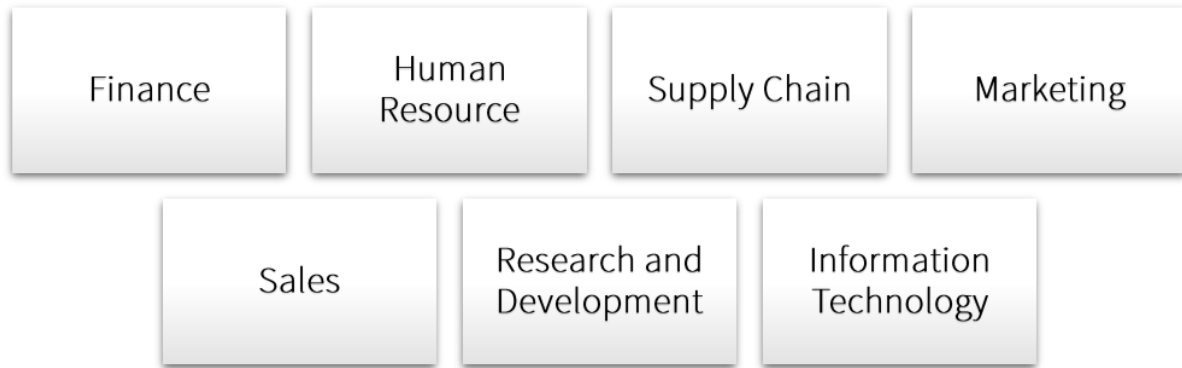 Finance
Human
Resource
Supply Chain
Marketing
Sales
Research and
Development
Information
Technology